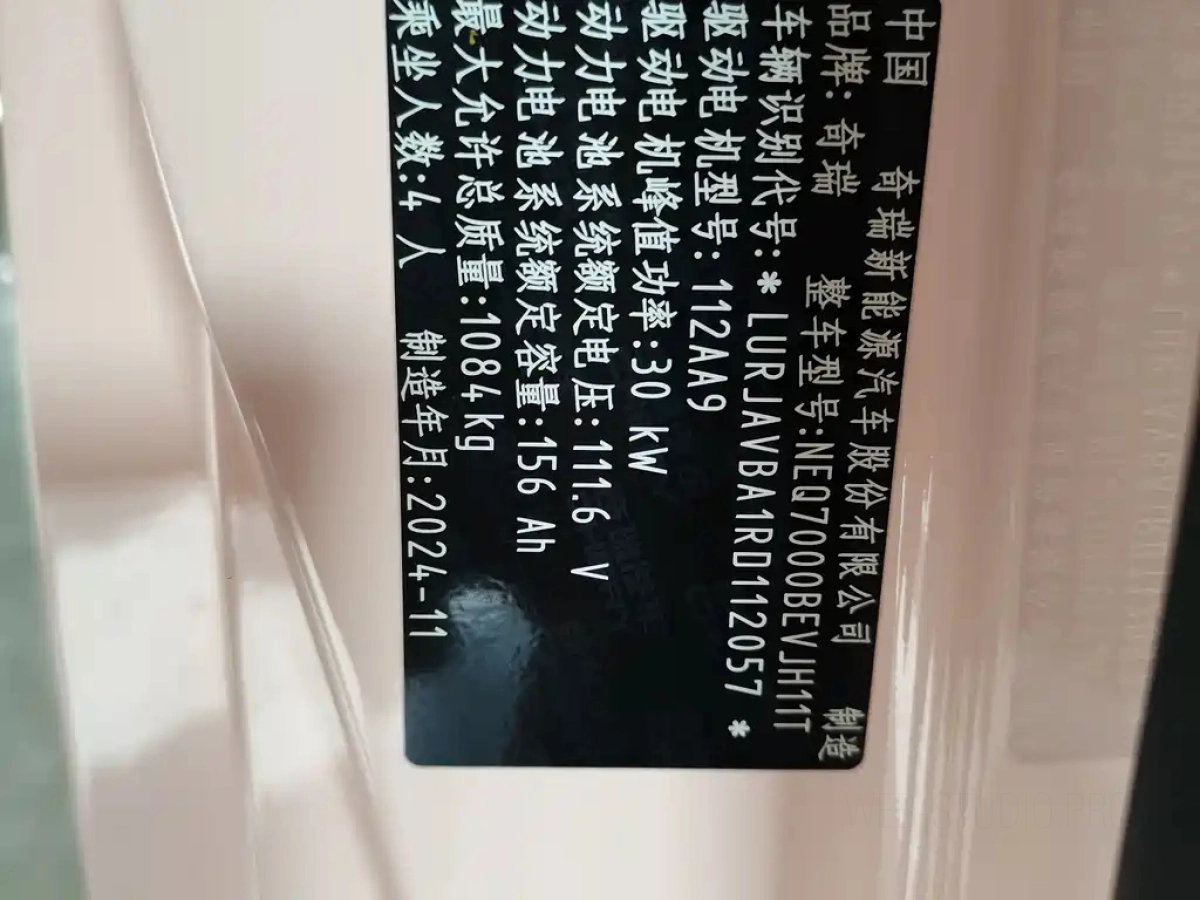 中国 奇瑞新能源汽车股份有限公司 制造
品牌: 奇瑞 整车型号:NEQ7000BEVJH11T
车辆识别代号:*LURJAVBA1RD112057*
驱动电机型号:112AA9
驱动电机峰值功率:30 kW
动力电池系统额定电压:111.6 V
动力电池系统额定容量:156 Ah
最大允许总质量:1084kg
乘坐人数:4 人 制造年月:2024-11